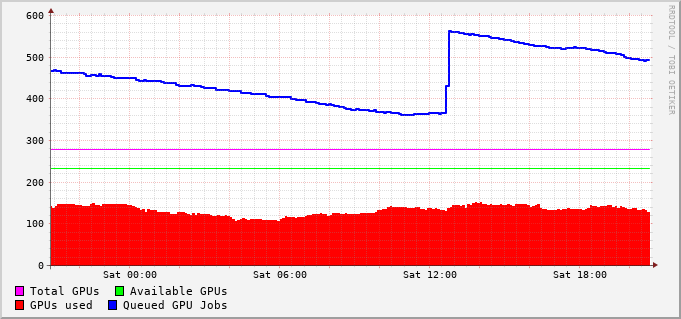 600
500
400
300
200
100
0
Sat 00:00 Sat 06:00 Sat 12:00 Sat 18:00
Total GPUs Available GPUs
GPUs used Queued GPU Jobs
RRDTOOL / TOBI OETIKER